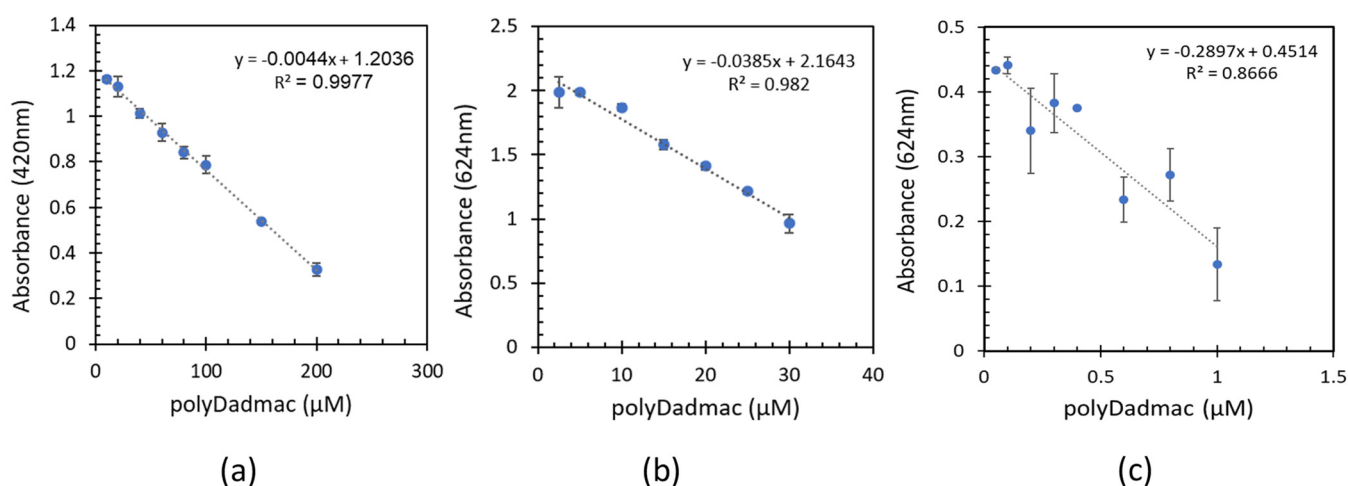 y = -0.0044x + 1.2036
R² = 0.9977
Absorbance (420nm)
1.4
1.2
1
0.8
0.6
0.4
0.2
0
0 100 200 300
polyDadmac (µM)
(a)
y = -0.0385x + 2.1643
R² = 0.982
Absorbance (624nm)
2.5
2
1.5
1
0.5
0
0 10 20 30 40
polyDadmac (µM)
(b)
y = -0.2897x + 0.4514
R² = 0.8666
Absorbance (624nm)
0.5
0.4
0.3
0.2
0.1
0
0 0.5 1 1.5
polyDadmac (µM)
(c)